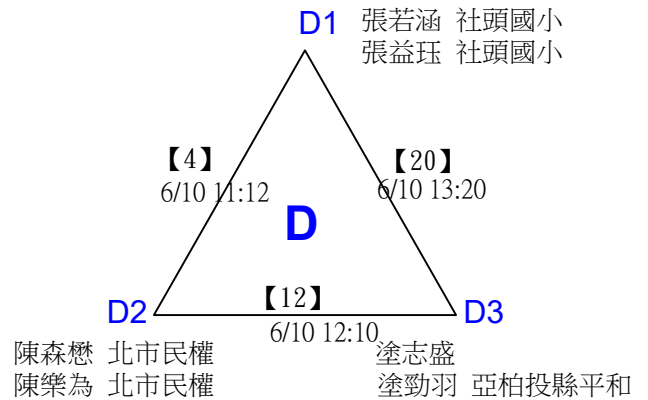 D1 張若涵 社頭國小
張益珏 社頭國小
【4】 【20】
6/10 11:12 6/10 13:20
D
【12】
D2 D3
6/10 12:10
陳森懋 北市民權 塗志盛
陳樂為 北市民權 塗勁羽 亞柏投縣平和